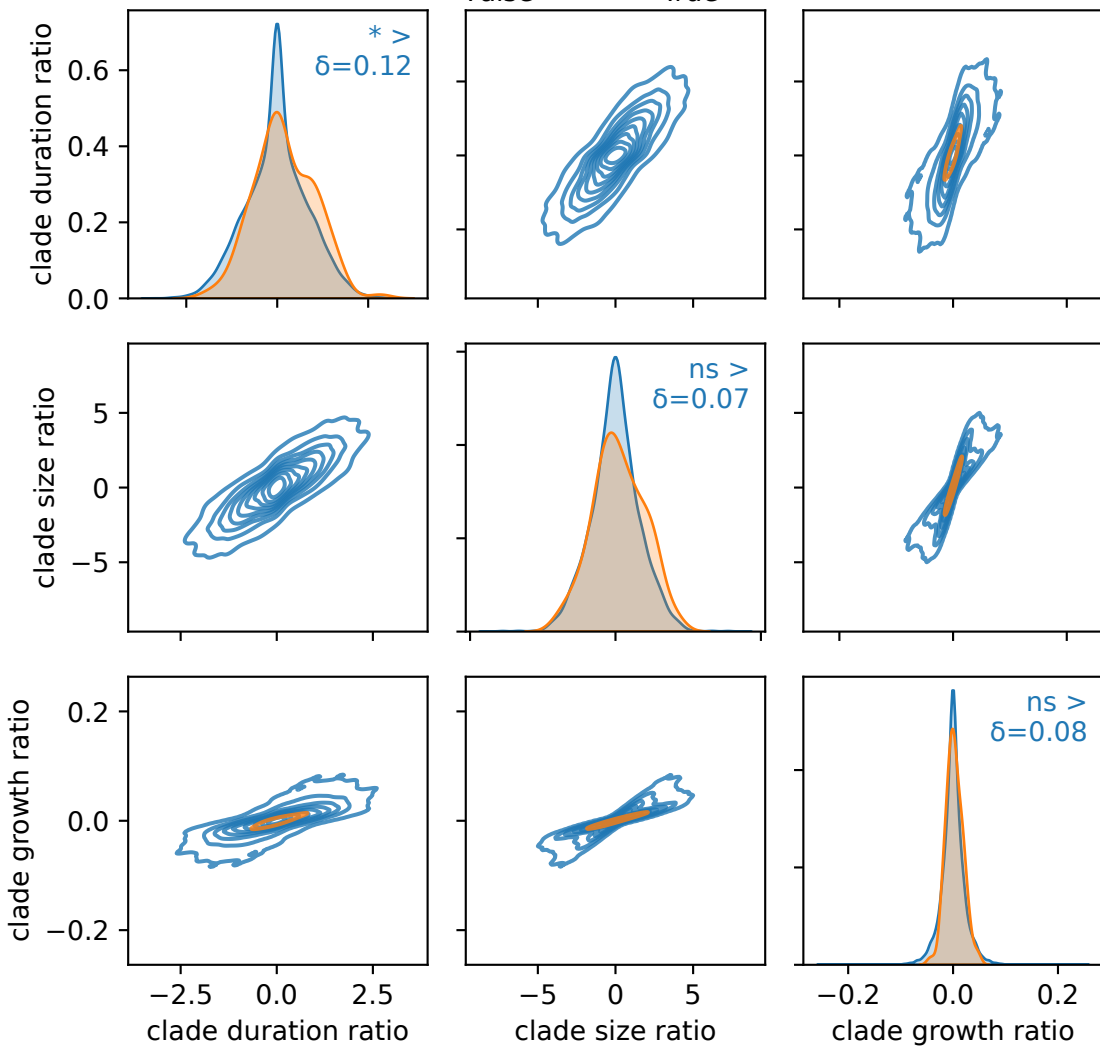 clade duration ratio
0.6
0.4
0.2
0.0
* >
δ=0.12
clade size ratio
5
0
−5
ns >
δ=0.07
clade growth ratio
0.2
0.0
−0.2
ns >
δ=0.08
−2.5 0.0 2.5
−5 0 5
−0.2 0.0 0.2
clade duration ratio
clade size ratio
clade growth ratio